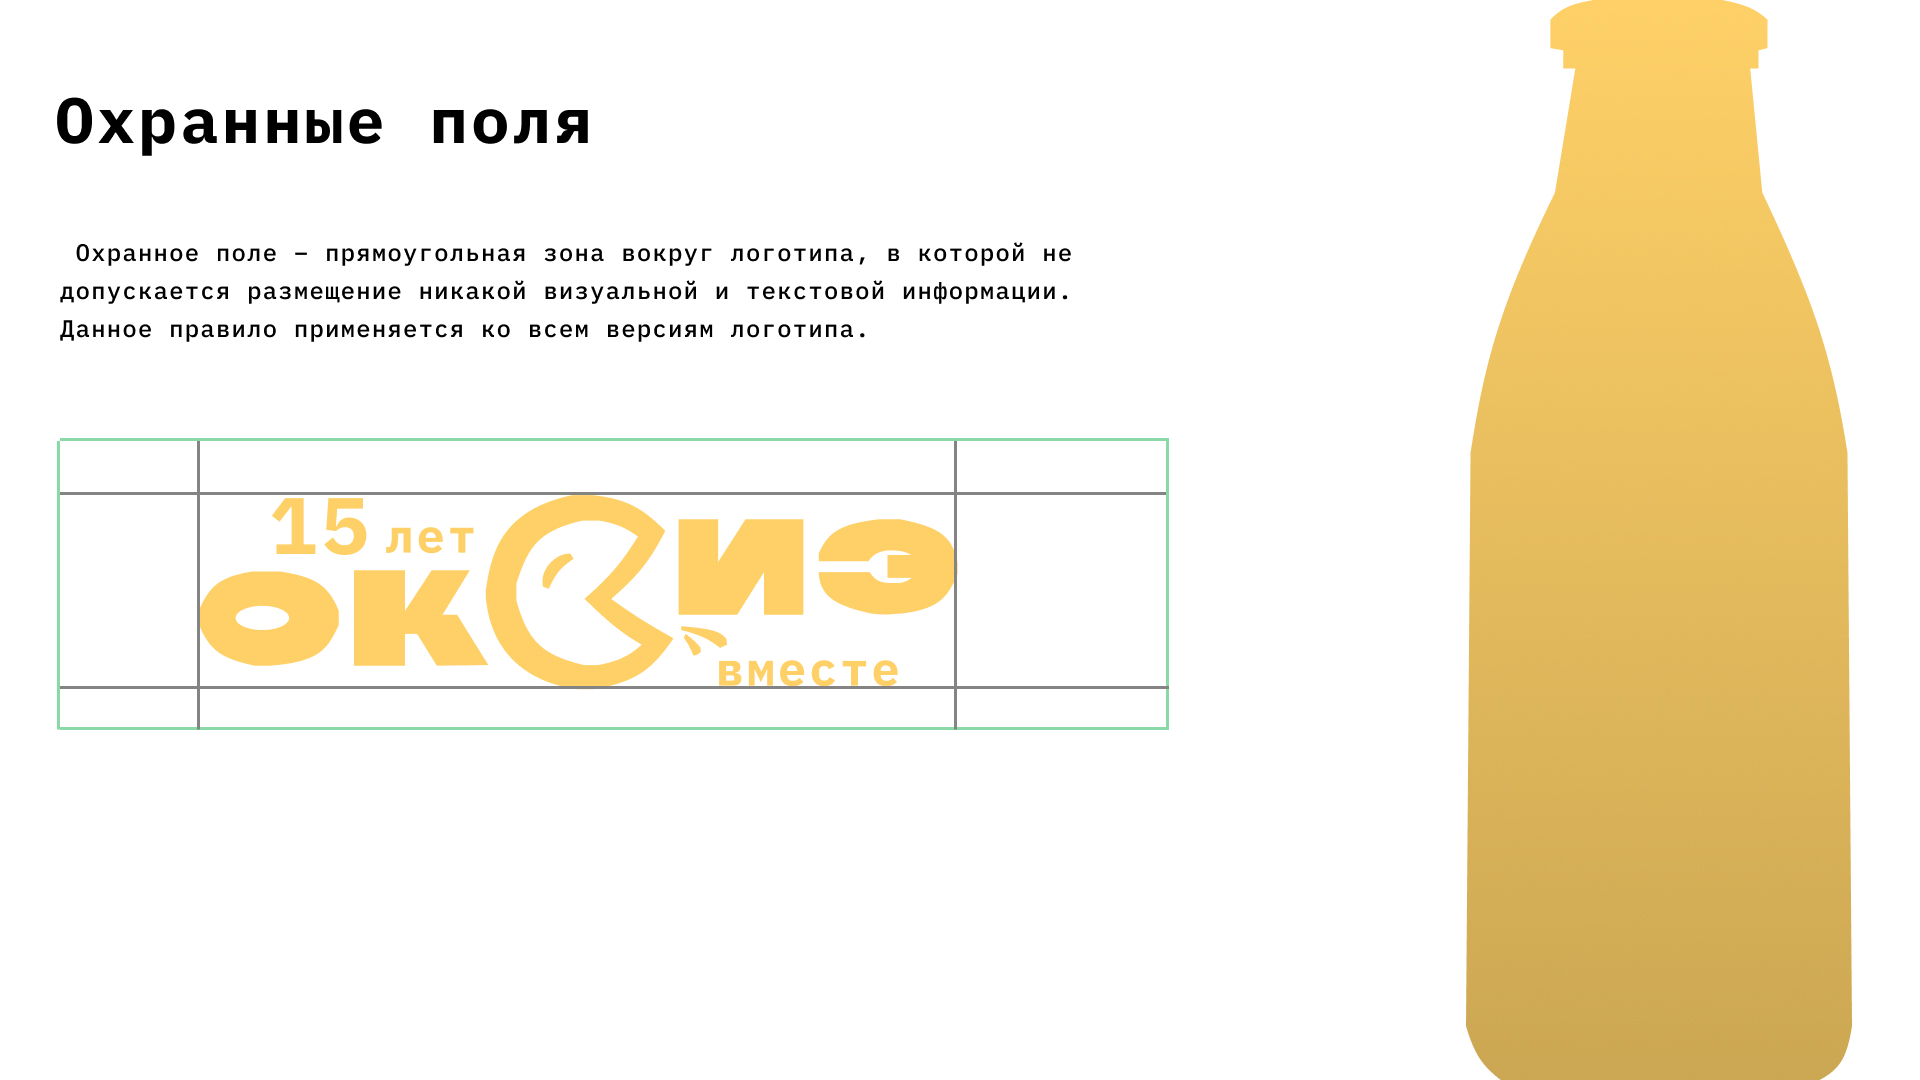 Охранные поля
Охранное поле – прямоугольная зона вокруг логотипа, в которой не
допускается размещение никакой визуальной и текстовой информации.
Данное правило применяется ко всем версиям логотипа.
15 лет
оксиэ
вместе